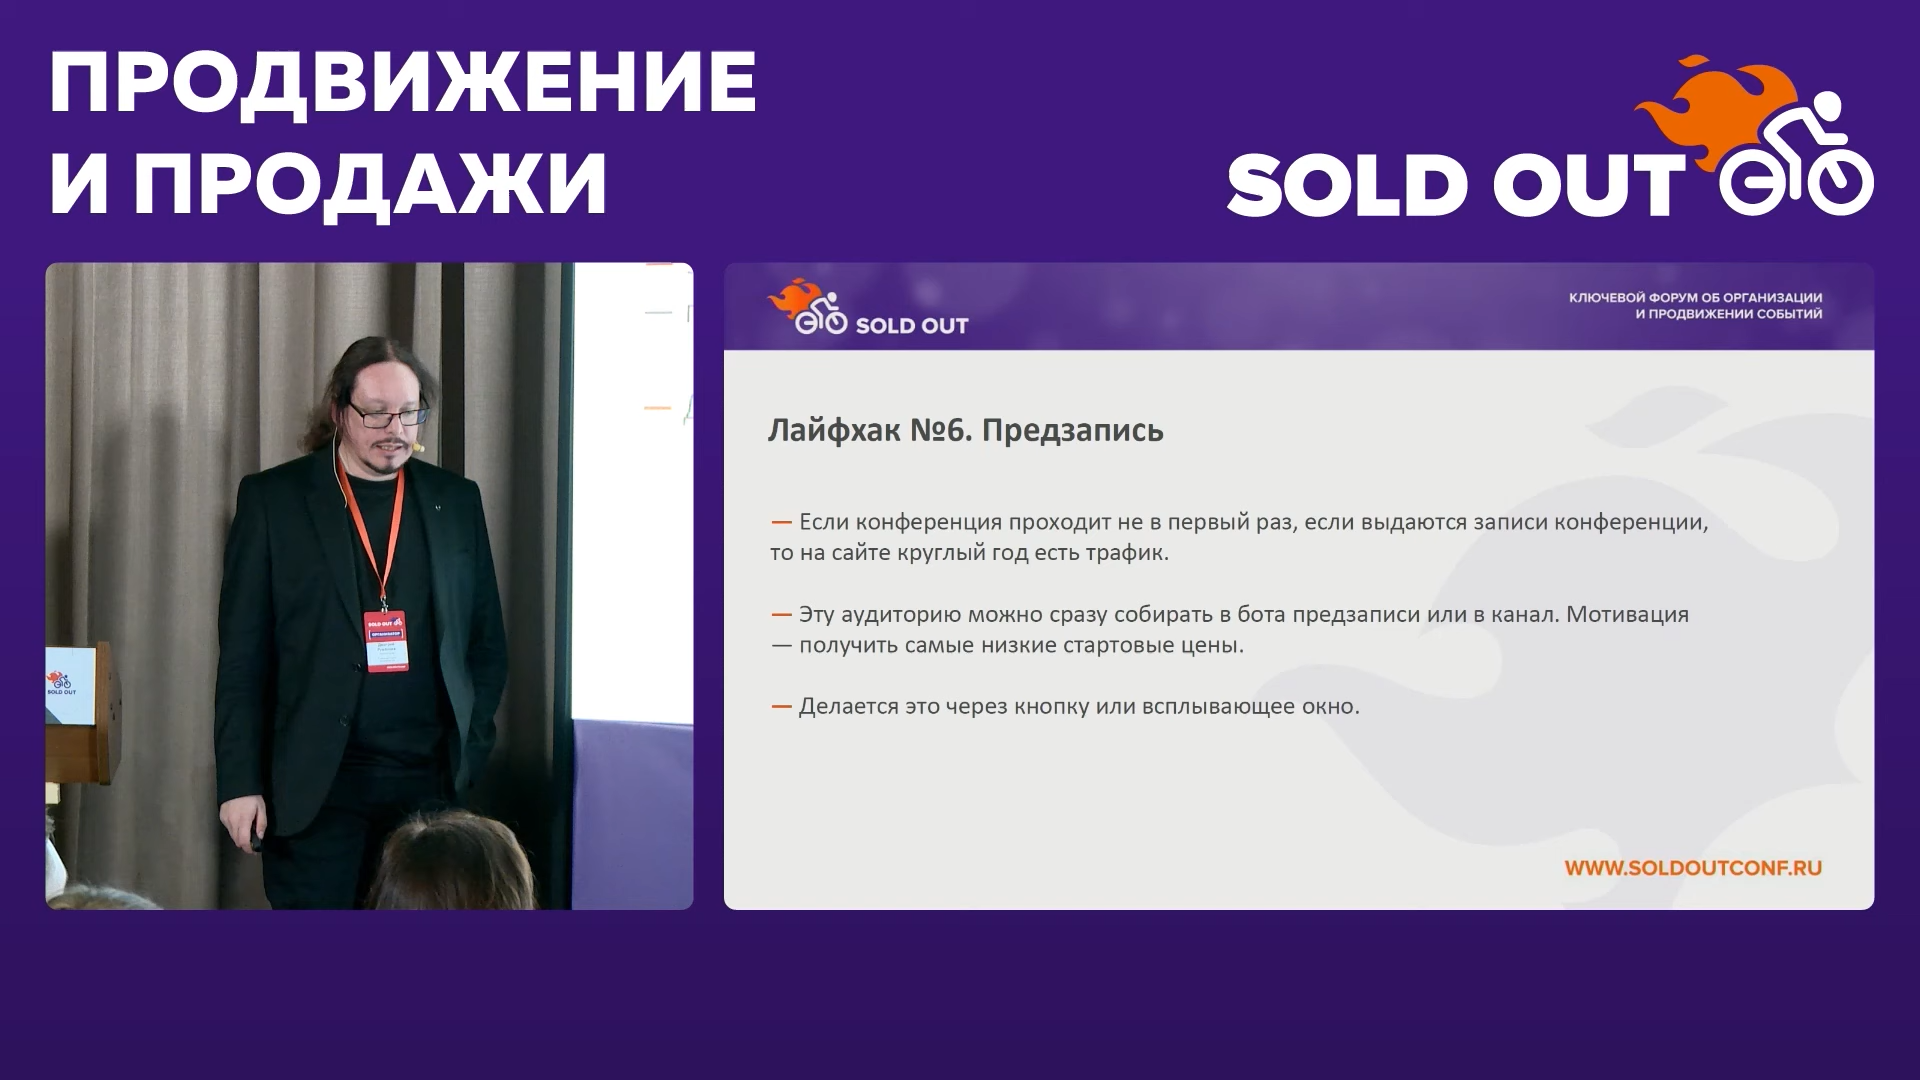 ПРОДВИЖЕНИЕ
И ПРОДАЖИ
SOLD OUT
SOLD OUT
SOLD OUT
SOLD OUT
КЛЮЧЕВОЙ ФОРУМ ОБ ОРГАНИЗАЦИИ
И ПРОДВИЖЕНИИ СОБЫТИЙ
Лайфхак №6. Предзапись
— Если конференция проходит не в первый раз, если выдаются записи конференции,
то на сайте круглый год есть трафик.
— Эту аудиторию можно сразу собирать в бота предзаписи или в канал. Мотивация
— получить самые низкие стартовые цены.
— Делается это через кнопку или всплывающее окно.
WWW.SOLDOUTCONF.RU